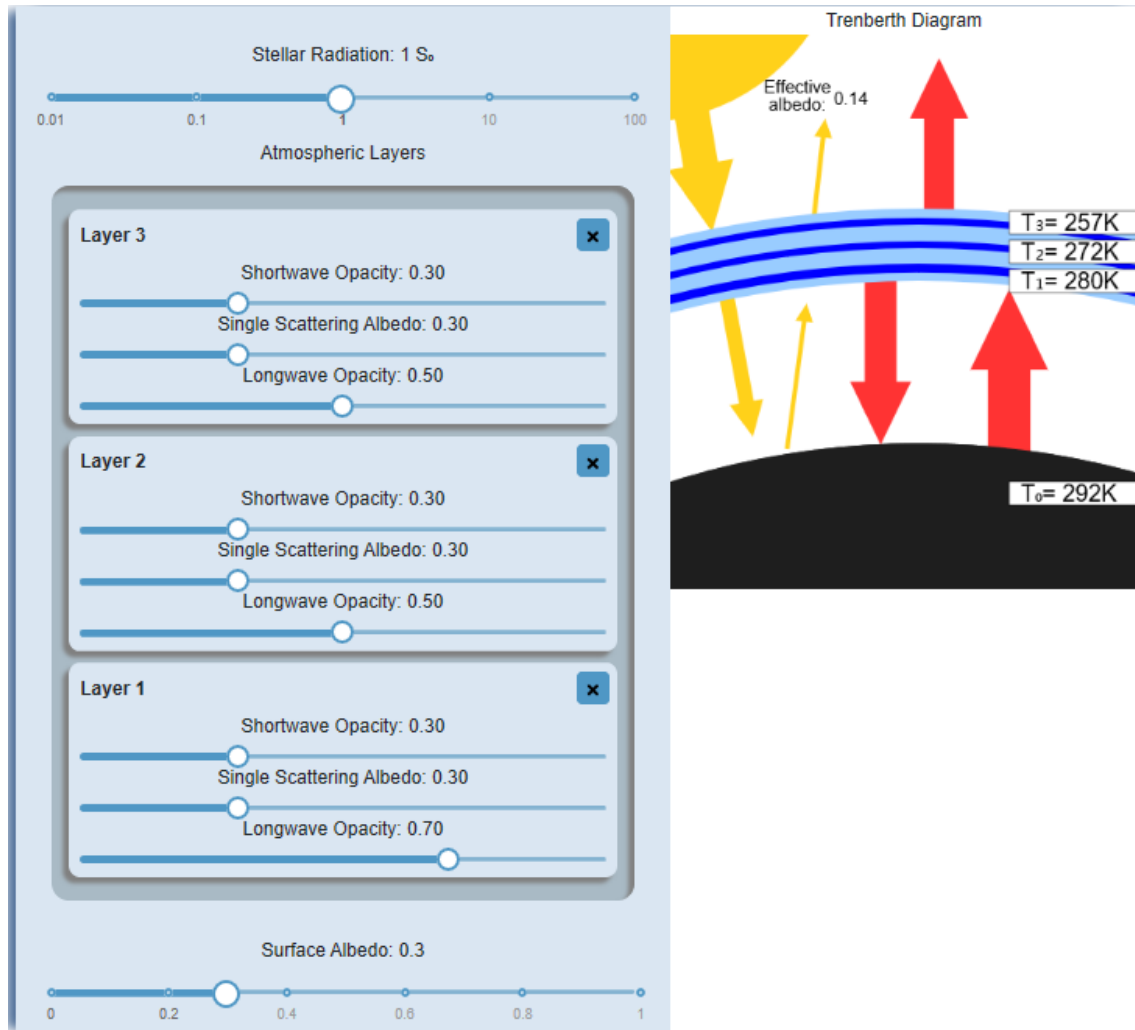 Stellar Radiation: 1 Sₒ
0.01 0.1 1 10 100
Atmospheric Layers
Layer 3
×
Shortwave Opacity: 0.30
Single Scattering Albedo: 0.30
Longwave Opacity: 0.50
Layer 2
×
Shortwave Opacity: 0.30
Single Scattering Albedo: 0.30
Longwave Opacity: 0.50
Layer 1
×
Shortwave Opacity: 0.30
Single Scattering Albedo: 0.30
Longwave Opacity: 0.70
Surface Albedo: 0.3
0 0.2 0.4 0.6 0.8 1
Trenberth Diagram
Effective
albedo: 0.14
T₃= 257K
T₂= 272K
T₁= 280K
T₀= 292K